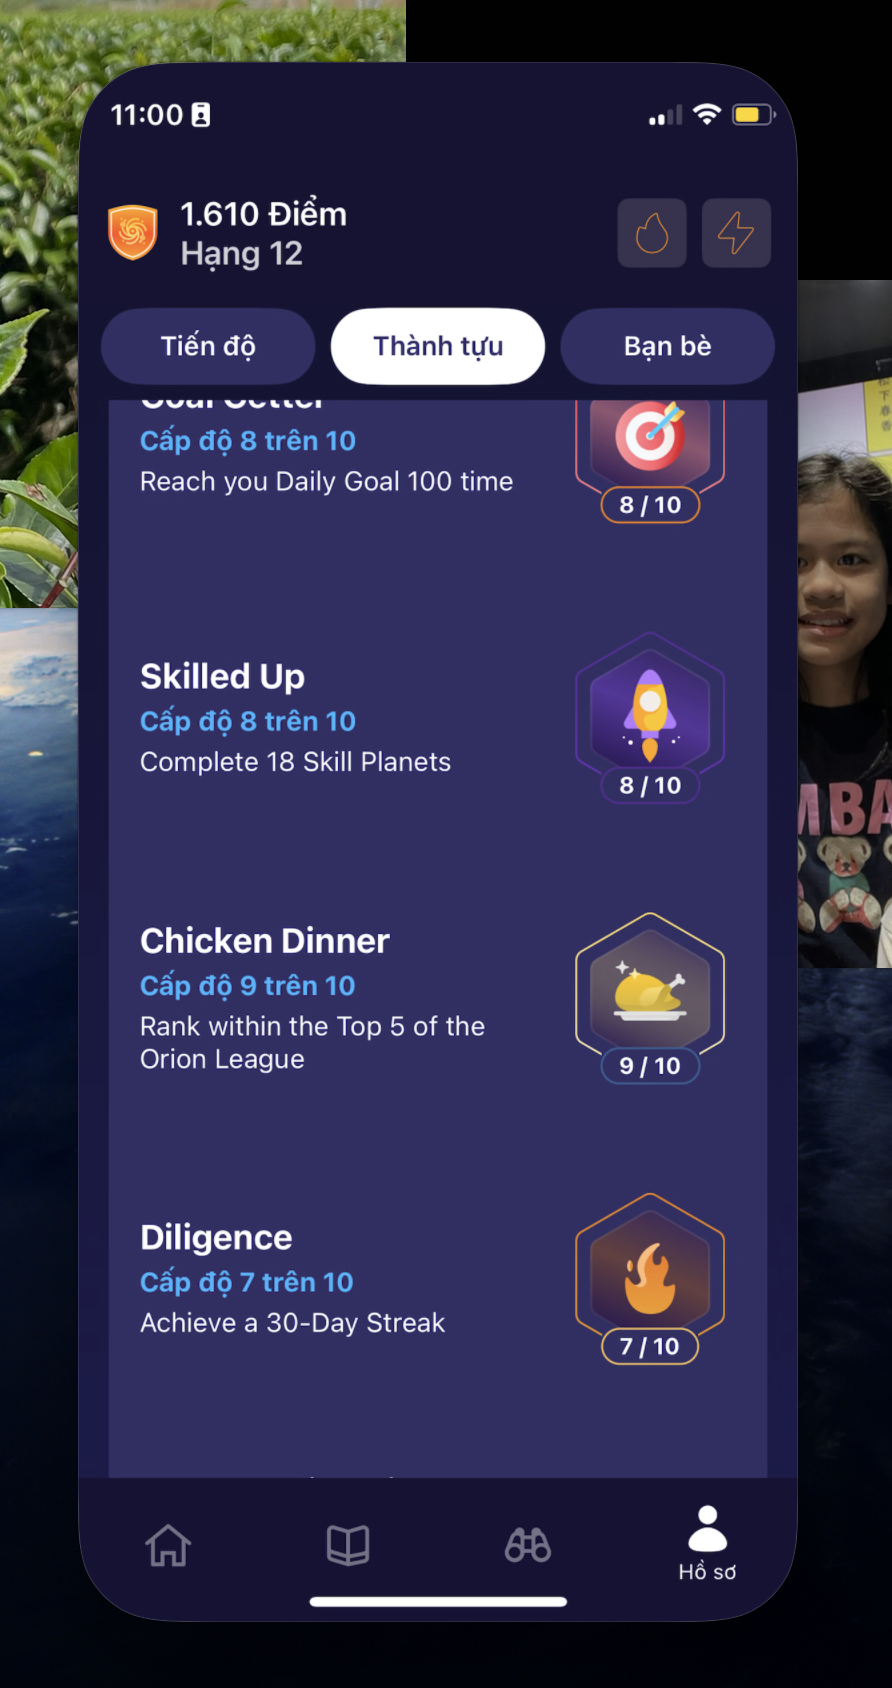 11:00
1.610 Điểm
Hạng 12
Tiến độ
Thành tựu
Bạn bè
Goal Getter
Cấp độ 8 trên 10
Reach you Daily Goal 100 time
8 / 10
Skilled Up
Cấp độ 8 trên 10
Complete 18 Skill Planets
8 / 10
Chicken Dinner
Cấp độ 9 trên 10
Rank within the Top 5 of the
Orion League
9 / 10
Diligence
Cấp độ 7 trên 10
Achieve a 30-Day Streak
7 / 10
Hồ sơ